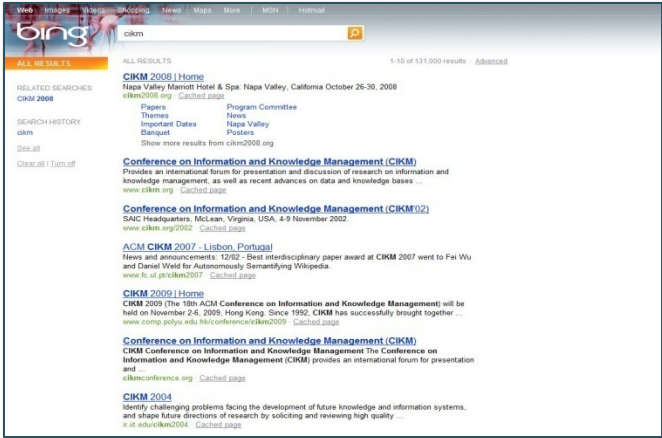 Web Images Videos Shopping News Maps More | MSN | Hotmail
bing
cikm
ALL RESULTS
RELATED SEARCHES
CIKM 2008
SEARCH HISTORY
cikm
See all
Clear all | Turn off
ALL RESULTS 1-10 of 131,000 results · Advanced
CIKM 2008 | Home
Napa Valley Marriott Hotel & Spa: Napa Valley, California October 26-30, 2008
cikm2008.org · Cached page
Papers Program Committee
Themes News
Important Dates Napa Valley
Banquet Posters
Show more results from cikm2008.org
Conference on Information and Knowledge Management (CIKM)
Provides an international forum for presentation and discussion of research on information and
knowledge management, as well as recent advances on data and knowledge bases ...
www.cikm.org · Cached page
Conference on Information and Knowledge Management (CIKM'02)
SAIC Headquarters, McLean, Virginia, USA, 4-9 November 2002.
www.cikm.org/2002 · Cached page
ACM CIKM 2007 - Lisbon, Portugal
News and announcements: 12/02 - Best interdisciplinary paper award at CIKM 2007 went to Fei Wu
and Daniel Weld for Autonomously Semantifying Wikipedia.
www.fc.ul.pt/cikm2007 · Cached page
CIKM 2009 | Home
CIKM 2009 (The 18th ACM Conference on Information and Knowledge Management) will be
held on November 2-6, 2009, Hong Kong. Since 1992, CIKM has successfully brought together ...
www.comp.polyu.edu.hk/conference/cikm2009 · Cached page
Conference on Information and Knowledge Management (CIKM)
CIKM Conference on Information and Knowledge Management The Conference on
Information and Knowledge Management (CIKM) provides an international forum for presentation
and ...
cikmconference.org · Cached page
CIKM 2004
Identify challenging problems facing the development of future knowledge and information systems,
and shape future directions of research by soliciting and reviewing high quality ...
ir.iit.edu/cikm2004 · Cached page